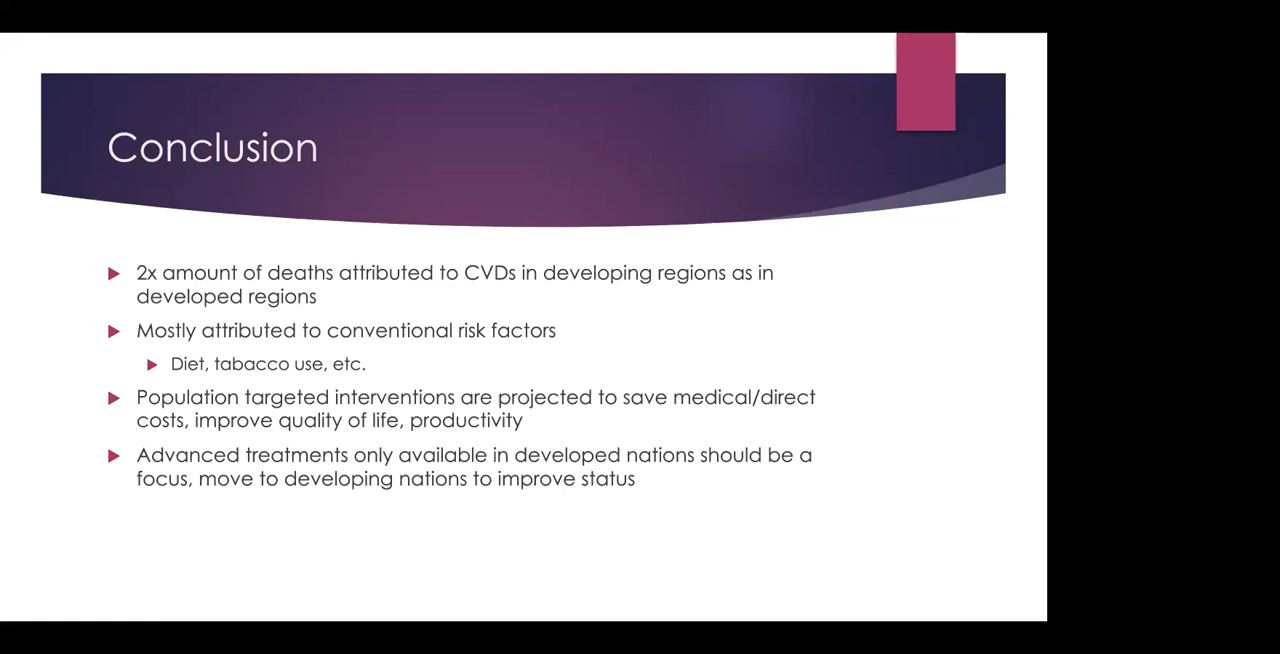 Conclusion
2x amount of deaths attributed to CVDs in developing regions as in
developed regions
Mostly attributed to conventional risk factors
Diet, tabacco use, etc.
Population targeted interventions are projected to save medical/direct
costs, improve quality of life, productivity
Advanced treatments only available in developed nations should be a
focus, move to developing nations to improve status